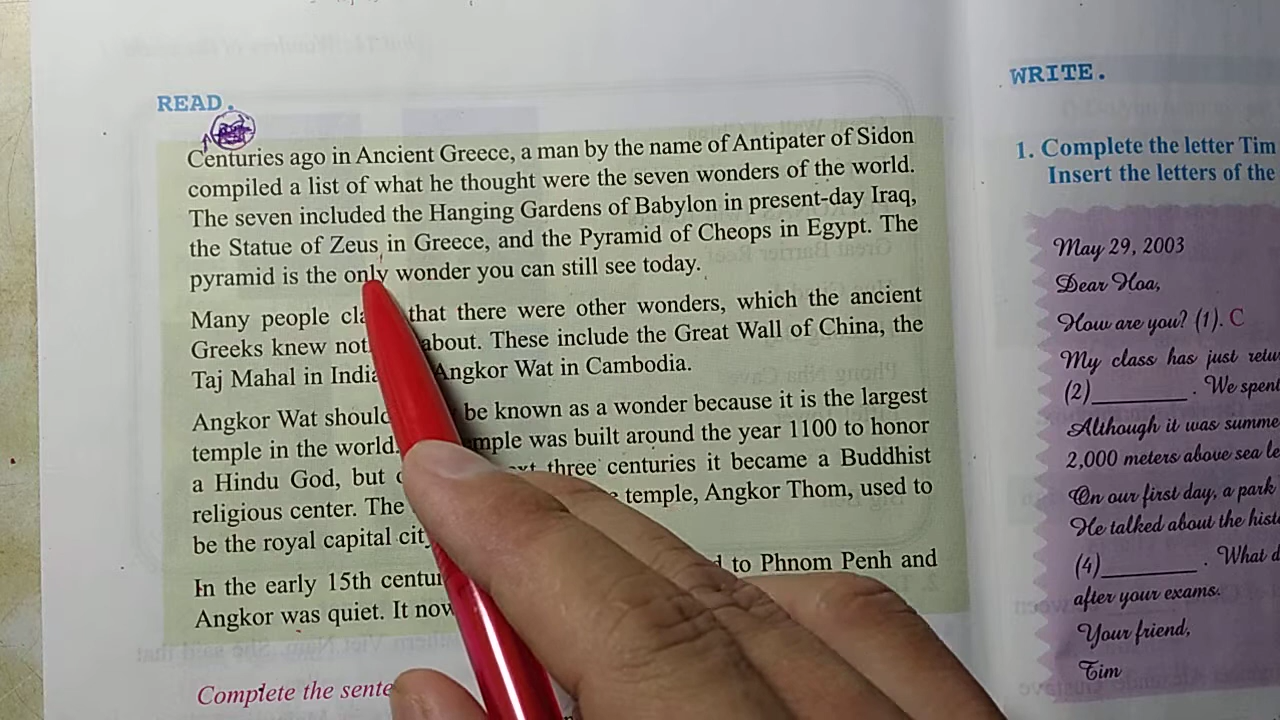 READ.
Centuries ago in Ancient Greece, a man by the name of Antipater of Sidon
compiled a list of what he thought were the seven wonders of the world.
The seven included the Hanging Gardens of Babylon in present-day Iraq,
the Statue of Zeus in Greece, and the Pyramid of Cheops in Egypt. The
pyramid is the only wonder you can still see today.
Many people that there were other wonders, which the ancient
Greeks knew about. These include the Great Wall of China, the
Taj Mahal in India Angkor Wat in Cambodia.
Angkor Wat should be known as a wonder because it is the largest
temple in the world. temple was built around the year 1100 to honor
a Hindu God, but three centuries it became a Buddhist
religious center. The temple, Angkor Thom, used to
be the royal capital city
In the early 15th to Phnom Penh and
Angkor was quiet. It now
Complete the
WRITE.
1. Complete the letter Tim
Insert the letters of the
May 29, 2003
Dear Hoa,
How are you? (1). C
My class has just
(2)________. We spent
Although it was
2,000 meters above sea
On our first day, a park
He talked about the
(4)________. What
after your exams.
Your friend,
Tim